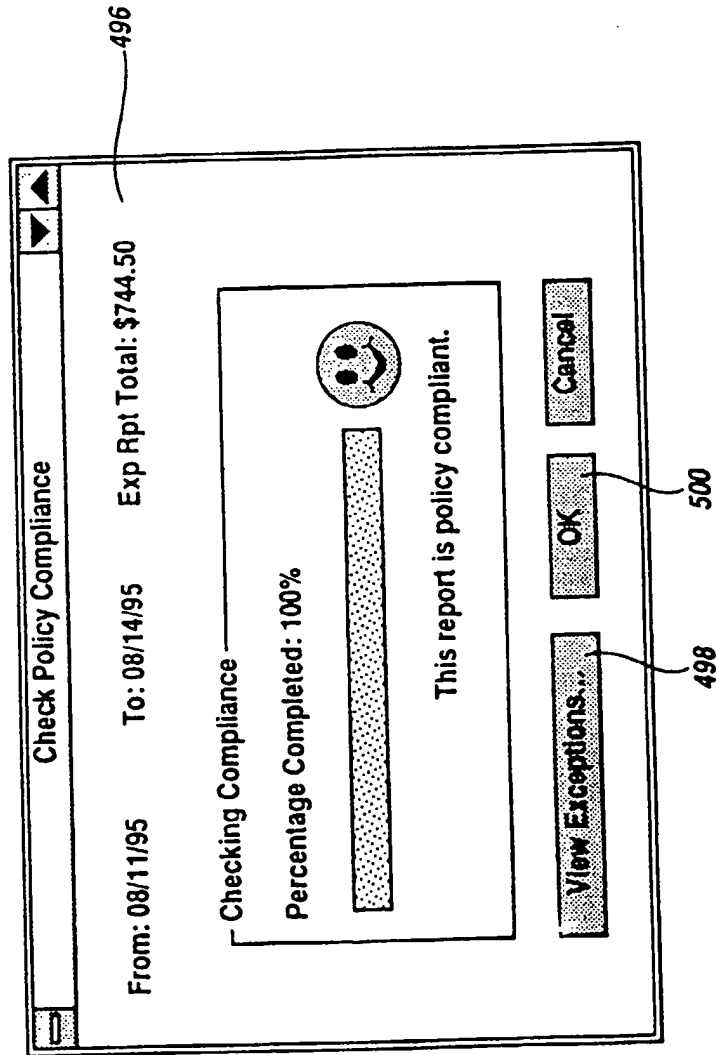 Check Policy Compliance
From: 08/11/95 To: 08/14/95 Exp Rpt Total: $744.50
496
Checking Compliance
Percentage Completed: 100%
This report is policy compliant.
View Exceptions... OK Cancel
498 500